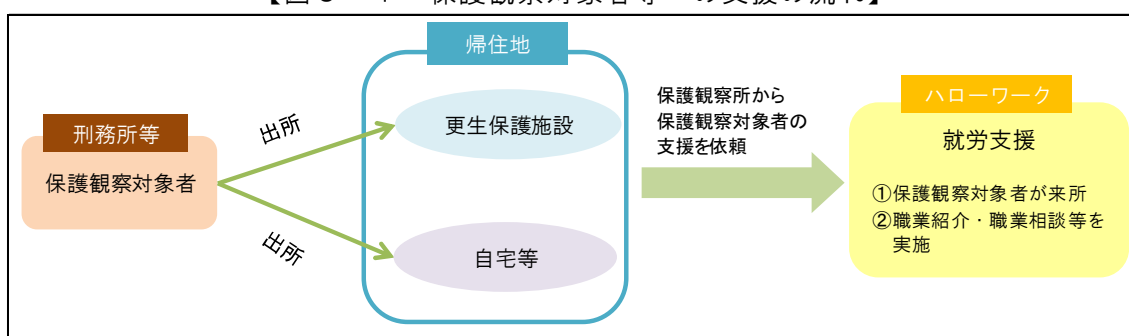 刑務所等
保護観察対象者
出所
出所
帰住地
更生保護施設
自宅等
保護観察所から
保護観察対象者の
支援を依頼
ハローワーク
就労支援
①保護観察対象者が来所
②職業紹介・職業相談等を
実施